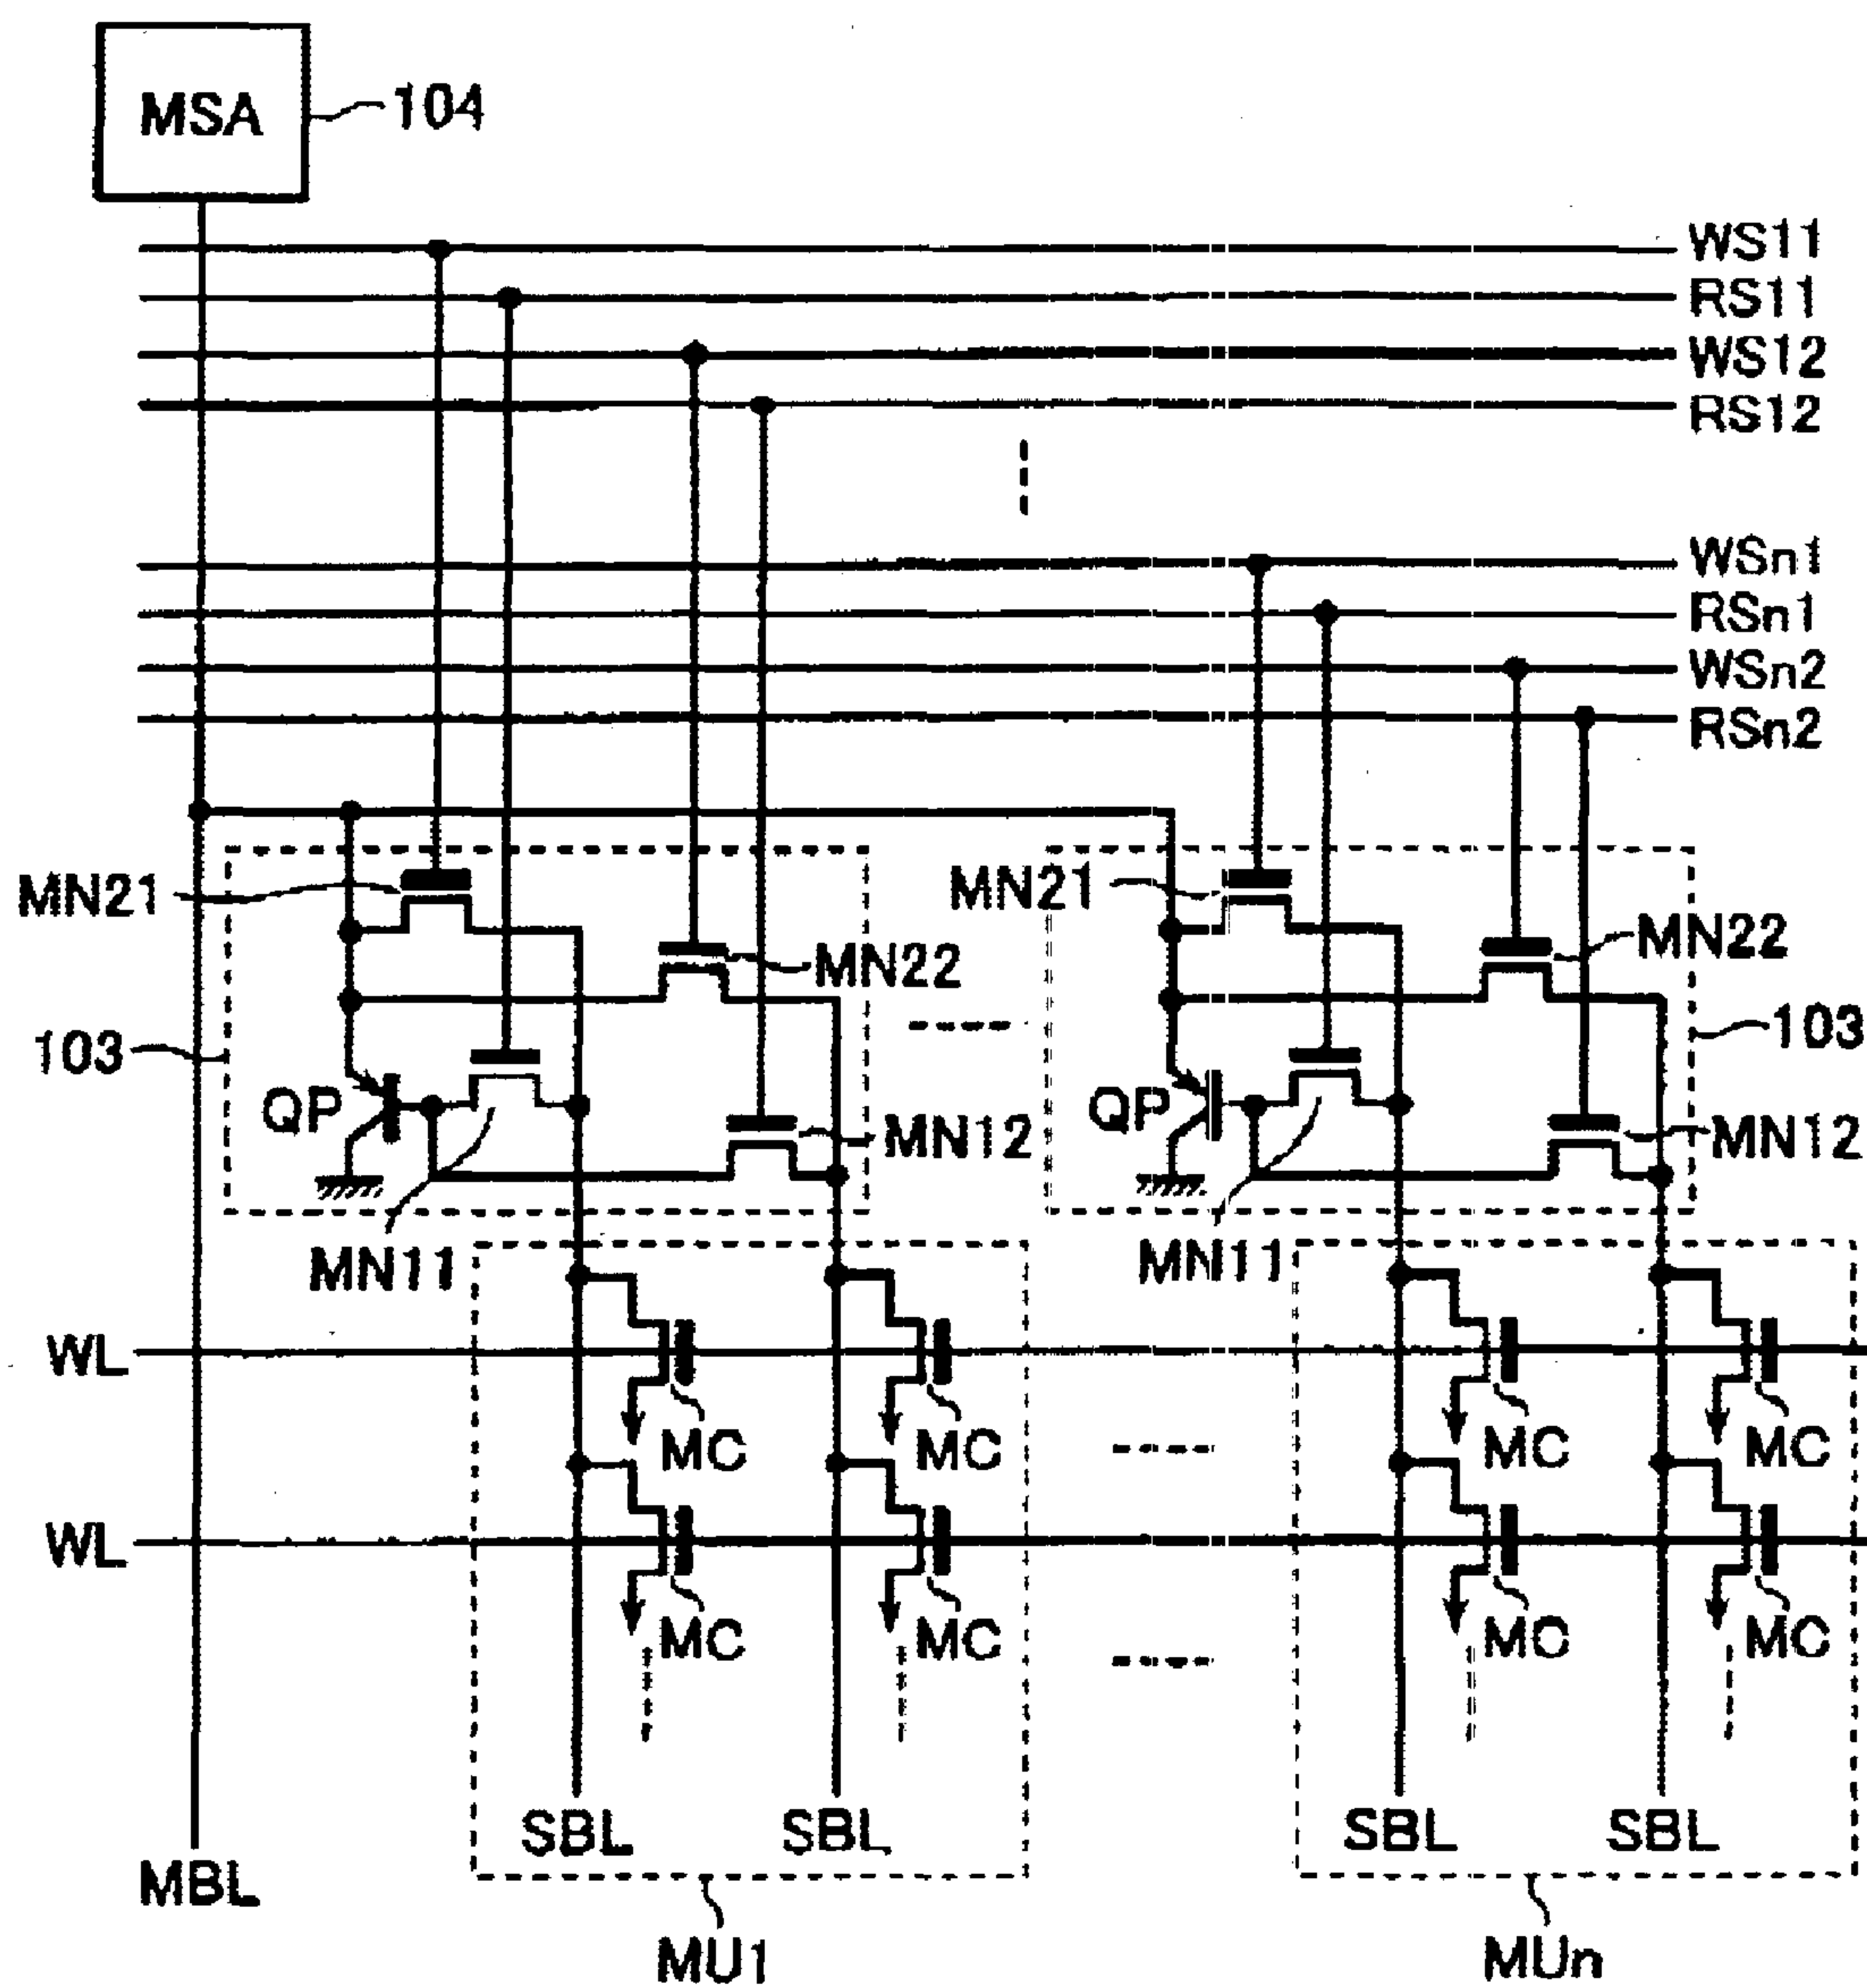 MSA
104
WS11
RS11
WS12
RS12
WSn1
RSn1
WSn2
RSn2
MN21
MN21
MN22
MN22
103
103
QP
QP
MN12
MN12
MN11
MN11
WL
MC
MC
MC
MC
WL
MC
MC
MC
MC
SBL
SBL
SBL
SBL
MBL
MU1
MUn